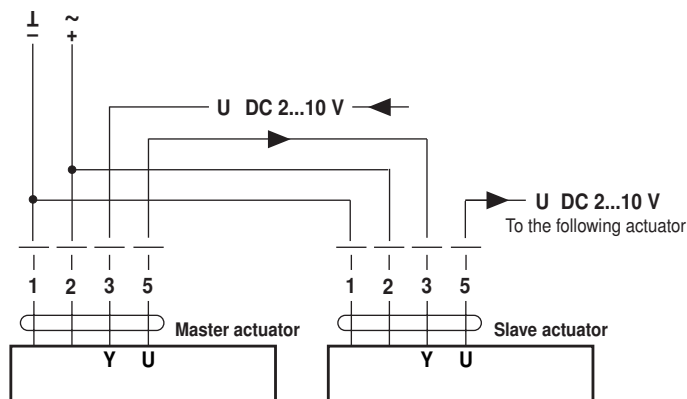 ⊥ ~
– +
U DC 2...10 V
U DC 2...10 V
To the following actuator
1 2 3 5 1 2 3 5
Master actuator Slave actuator
Y U Y U